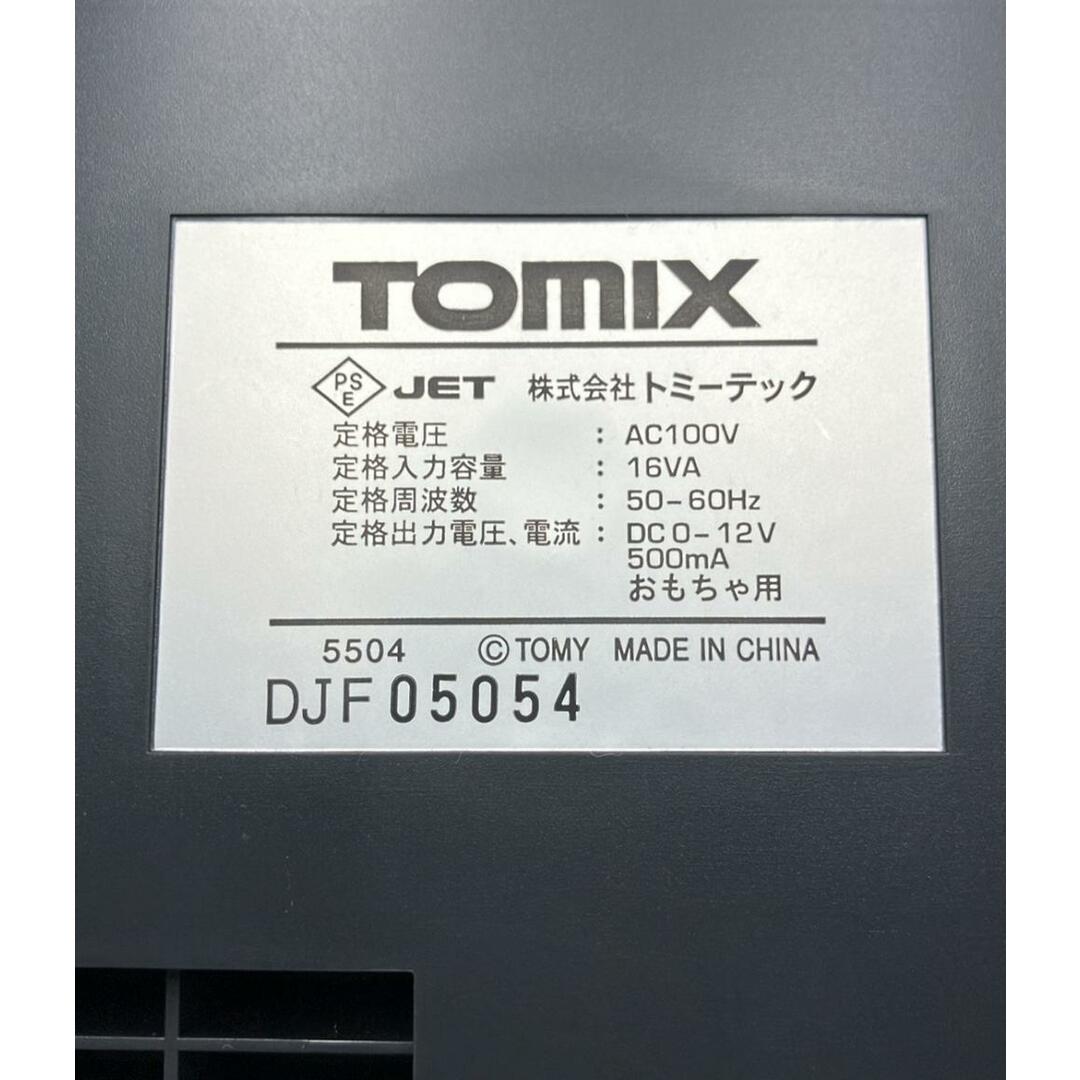 TOMIX
PSE JET 株式会社トミーテック
定格電圧 : AC100V
定格入力容量 : 16VA
定格周波数 : 50-60Hz
定格出力電圧、電流 : DC0-12V
500mA
おもちゃ用
5504 ©TOMY MADE IN CHINA
DJF05054